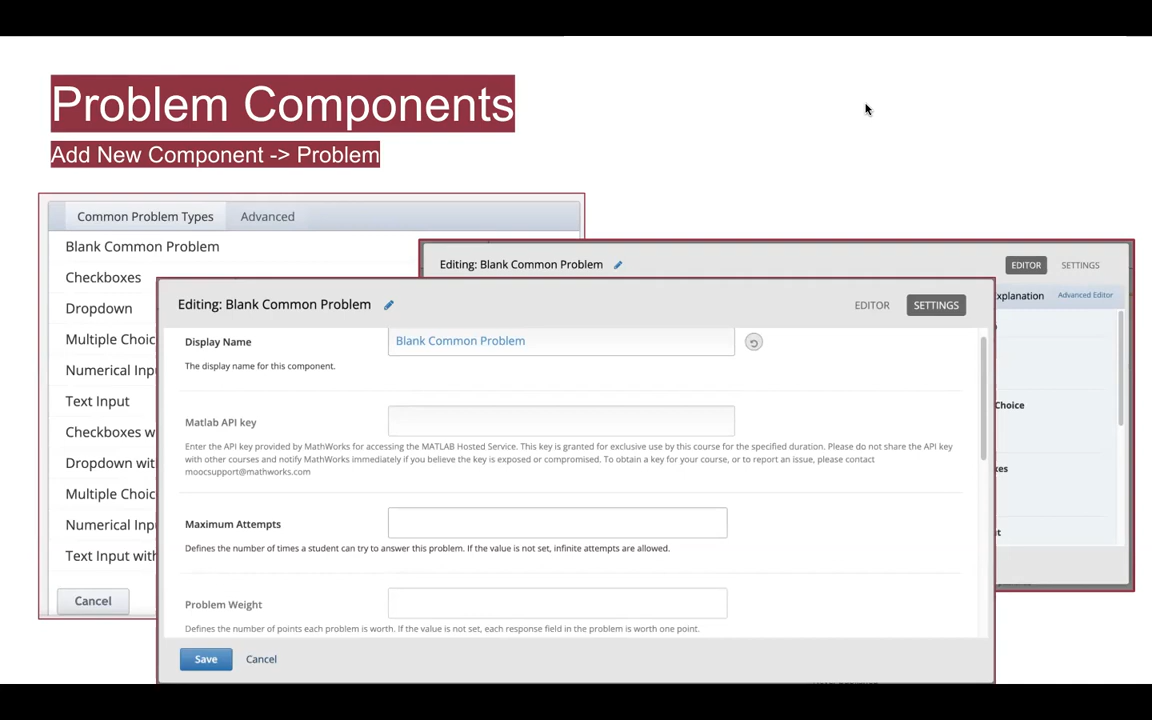 Problem Components
Add New Component -> Problem
Common Problem Types
Advanced
Blank Common Problem
Checkboxes
Dropdown
Multiple Choic
Numerical Inpu
Text Input
Checkboxes w
Dropdown wit
Multiple Choic
Numerical Inpu
Text Input with
Cancel
Editing: Blank Common Problem
EDITOR
SETTINGS
xplanation
Advanced Editor
Choice
xes
t
Editing: Blank Common Problem
EDITOR
SETTINGS
Display Name
Blank Common Problem
The display name for this component.
Matlab API key
Enter the API key provided by MathWorks for accessing the MATLAB Hosted Service. This key is granted for exclusive use by this course for the specified duration. Please do not share the API key
with other courses and notify MathWorks immediately if you believe the key is exposed or compromised. To obtain a key for your course, or to report an issue, please contact
moocsupport@mathworks.com
Maximum Attempts
Defines the number of times a student can try to answer this problem. If the value is not set, infinite attempts are allowed.
Problem Weight
Defines the number of points each problem is worth. If the value is not set, each response field in the problem is worth one point.
Save
Cancel